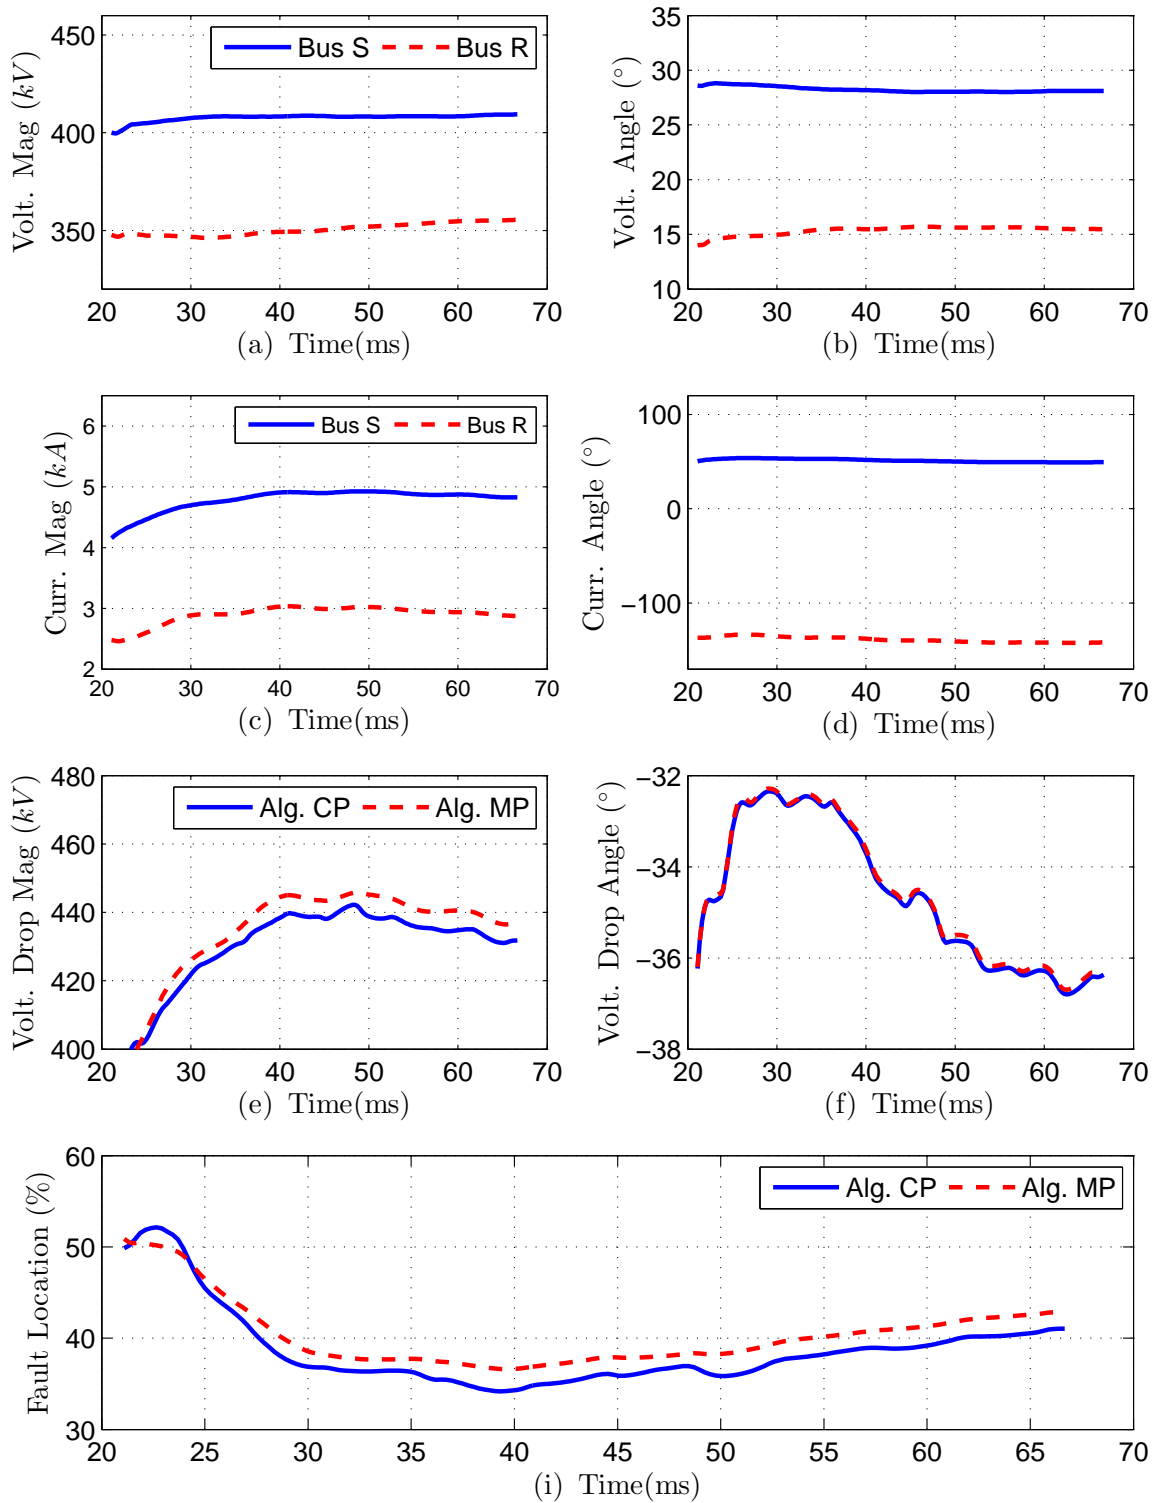 Volt. Mag (kV)
450
400
350
Bus S
Bus R
20 30 40 50 60 70
(a) Time(ms)
Volt. Angle (°)
35
30
25
20
15
10
20 30 40 50 60 70
(b) Time(ms)
Curr. Mag (kA)
6
5
4
3
2
Bus S
Bus R
20 30 40 50 60 70
(c) Time(ms)
Curr. Angle (°)
100
0
−100
20 30 40 50 60 70
(d) Time(ms)
Volt. Drop Mag (kV)
480
460
440
420
400
Alg. CP
Alg. MP
20 30 40 50 60 70
(e) Time(ms)
Volt. Drop Angle (°)
−32
−34
−36
−38
20 30 40 50 60 70
(f) Time(ms)
Fault Location (%)
60
50
40
30
Alg. CP
Alg. MP
20 25 30 35 40 45 50 55 60 65 70
(i) Time(ms)